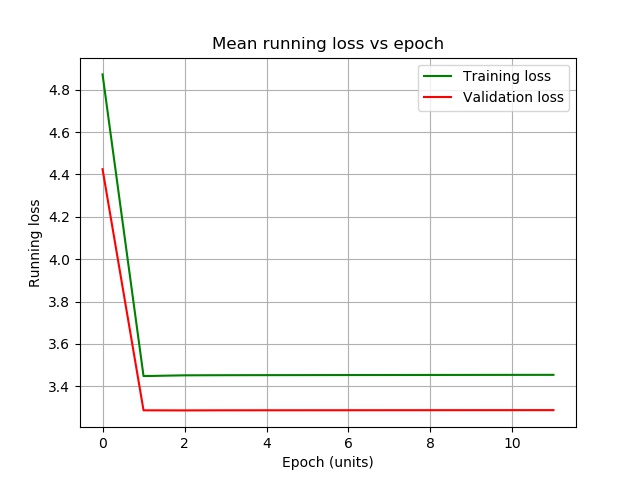 Mean running loss vs epoch
Training loss
Validation loss
4.8
4.6
4.4
4.2
4.0
3.8
3.6
3.4
Running loss
0 2 4 6 8 10
Epoch (units)